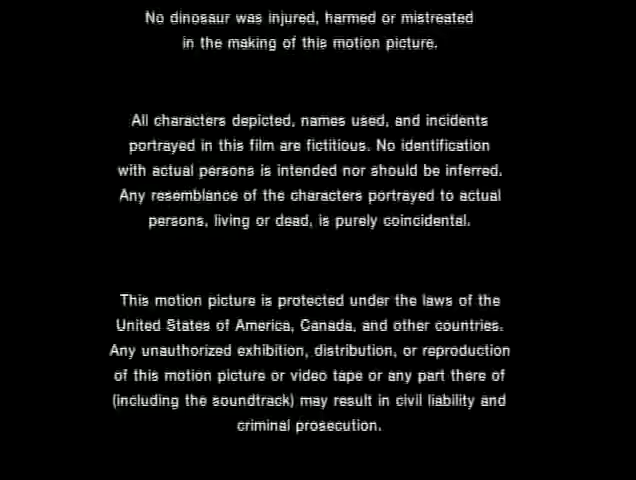 No dinosaur was injured, harmed or mistreated
in the making of this motion picture.
All characters depicted, names used, and incidents
portrayed in this film are fictitious. No identification
with actual persons is intended nor should be inferred.
Any resemblance of the characters portrayed to actual
persons, living or dead, is purely coincidental.
This motion picture is protected under the laws of the
United States of America, Canada, and other countries.
Any unauthorized exhibition, distribution, or reproduction
of this motion picture or video tape or any part there of
(including the soundtrack) may result in civil liability and
criminal prosecution.